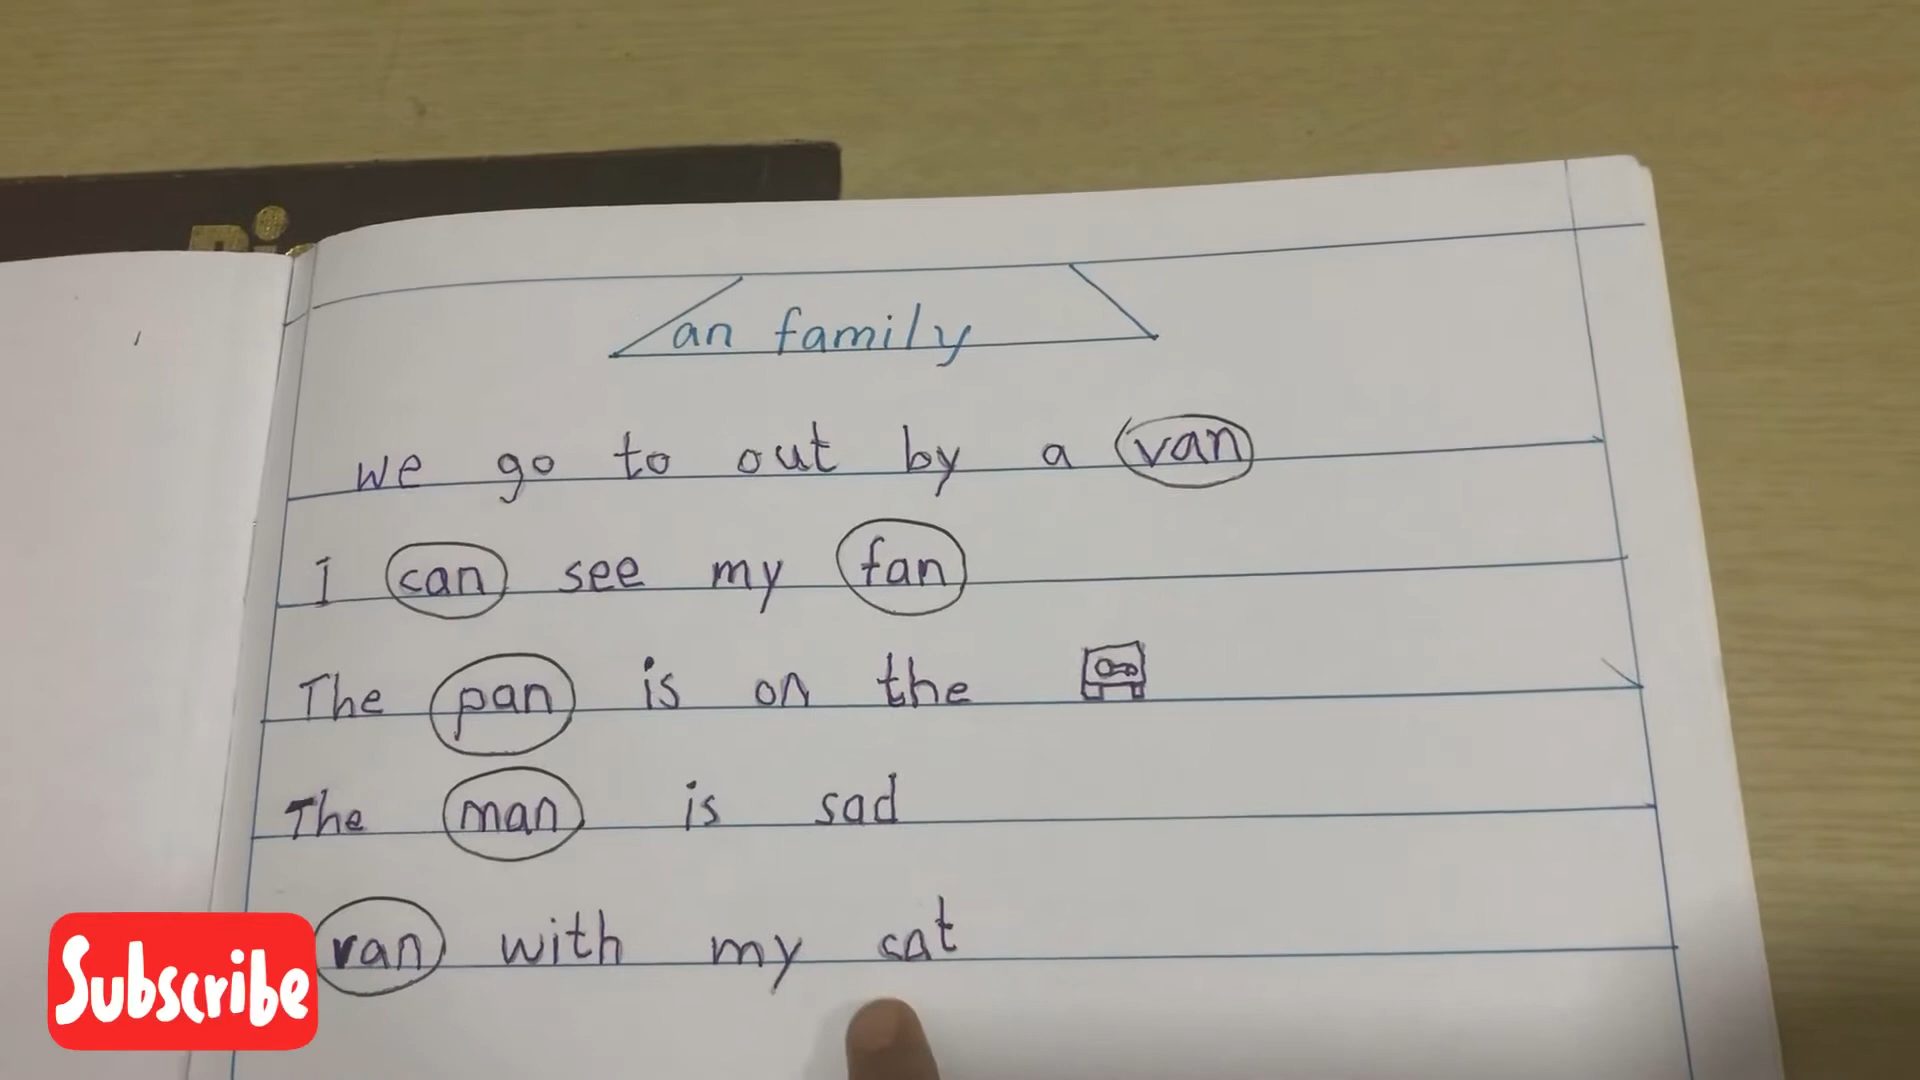 an family
we go to out by a van
I can see my fan
The pan is on the
The man is sad
ran with my cat
Subscribe